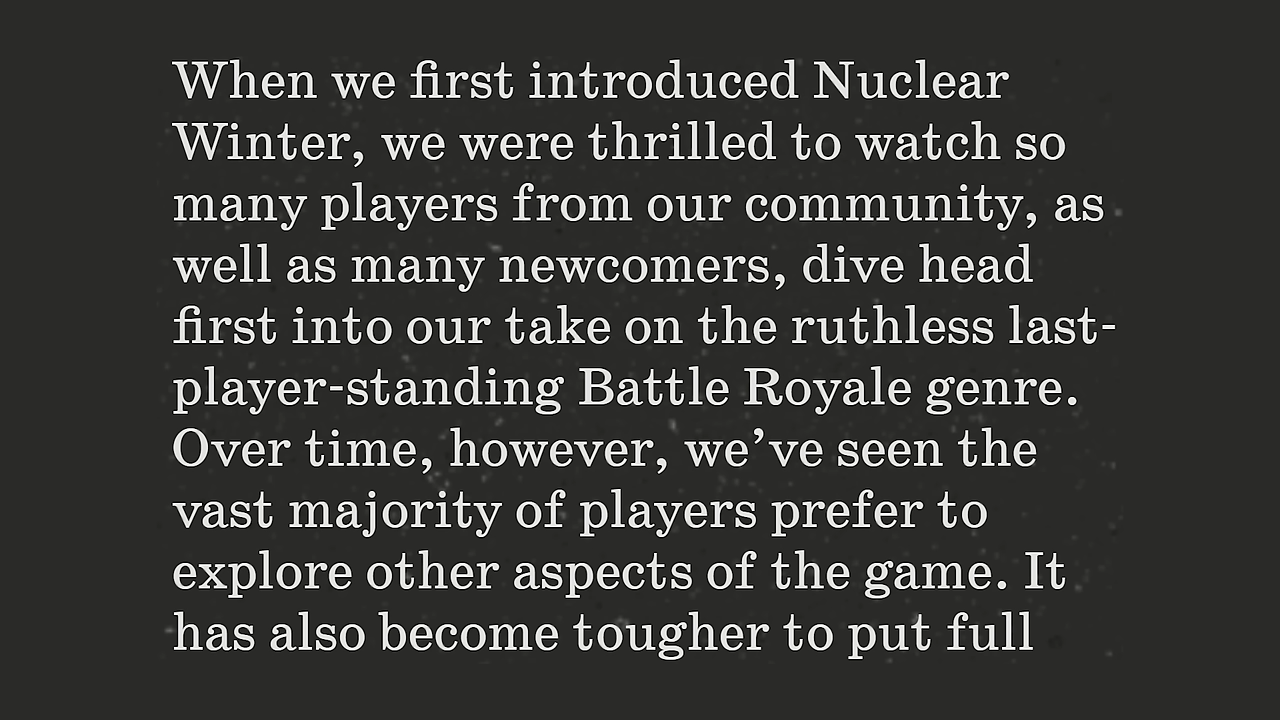 When we first introduced Nuclear
Winter, we were thrilled to watch so
many players from our community, as
well as many newcomers, dive head
first into our take on the ruthless last-
player-standing Battle Royale genre.
Over time, however, we’ve seen the
vast majority of players prefer to
explore other aspects of the game. It
has also become tougher to put full